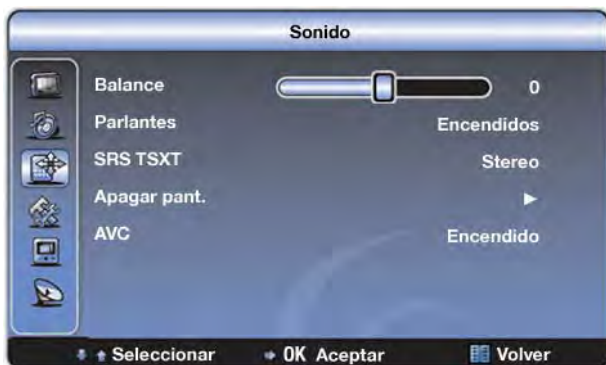 Sonido
Balance 0
Parlantes Encendidos
SRS TSXT Stereo
Apagar pant.
AVC Encendido
Seleccionar OK Aceptar Volver